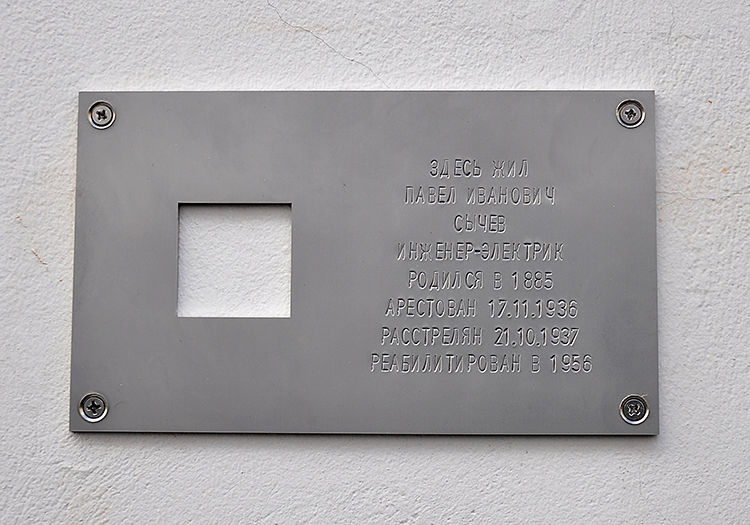 ЗДЕСЬ ЖИЛ
ПАВЕЛ ИВАНОВИЧ
СЫЧЕВ
ИНЖЕНЕР-ЭЛЕКТРИК
РОДИЛСЯ В 1885
АРЕСТОВАН 17.11.1936
РАССТРЕЛЯН 21.10.1937
РЕАБИЛИТИРОВАН В 1956